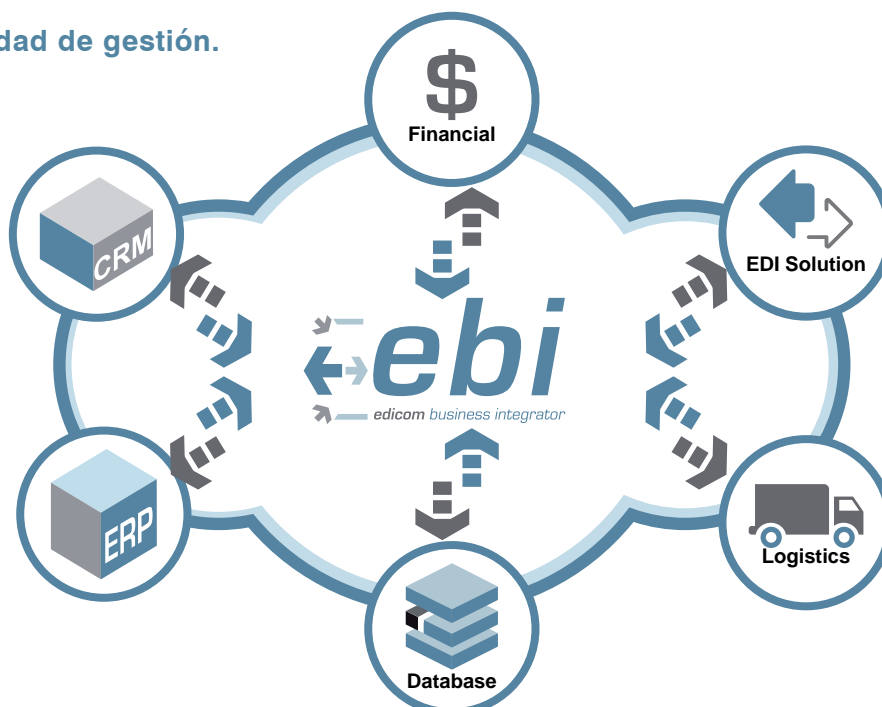 dad de gestión.
$
Financial
CRM
EDI Solution
ebi
edicom business integrator
ERP
Logistics
Database